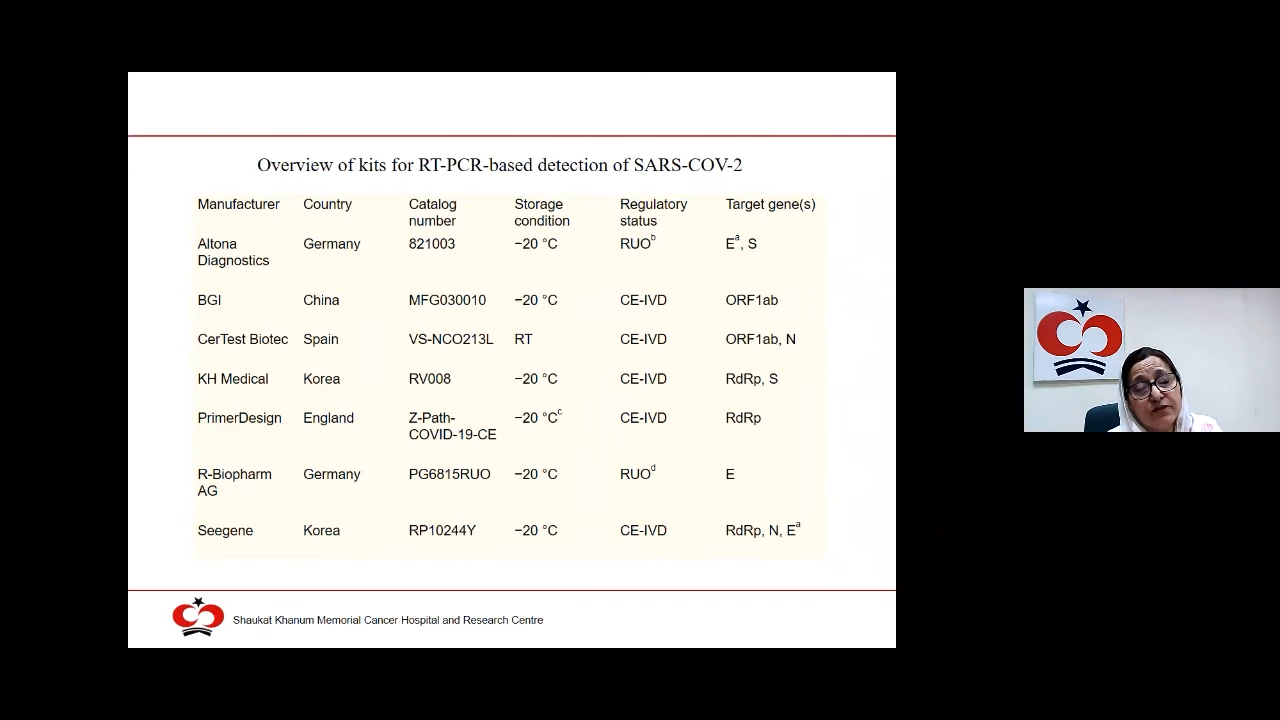 Overview of kits for RT-PCR-based detection of SARS-COV-2
Manufacturer Country Catalog number Storage condition Regulatory status Target gene(s)
Altona Diagnostics Germany 821003 −20 °C RUOb Ea, S
BGI China MFG030010 −20 °C CE-IVD ORF1ab
CerTest Biotec Spain VS-NCO213L RT CE-IVD ORF1ab, N
KH Medical Korea RV008 −20 °C CE-IVD RdRp, S
PrimerDesign England Z-Path-COVID-19-CE −20 °Cc CE-IVD RdRp
R-Biopharm AG Germany PG6815RUO −20 °C RUOd E
Seegene Korea RP10244Y −20 °C CE-IVD RdRp, N, Ea
Shaukat Khanum Memorial Cancer Hospital and Research Centre